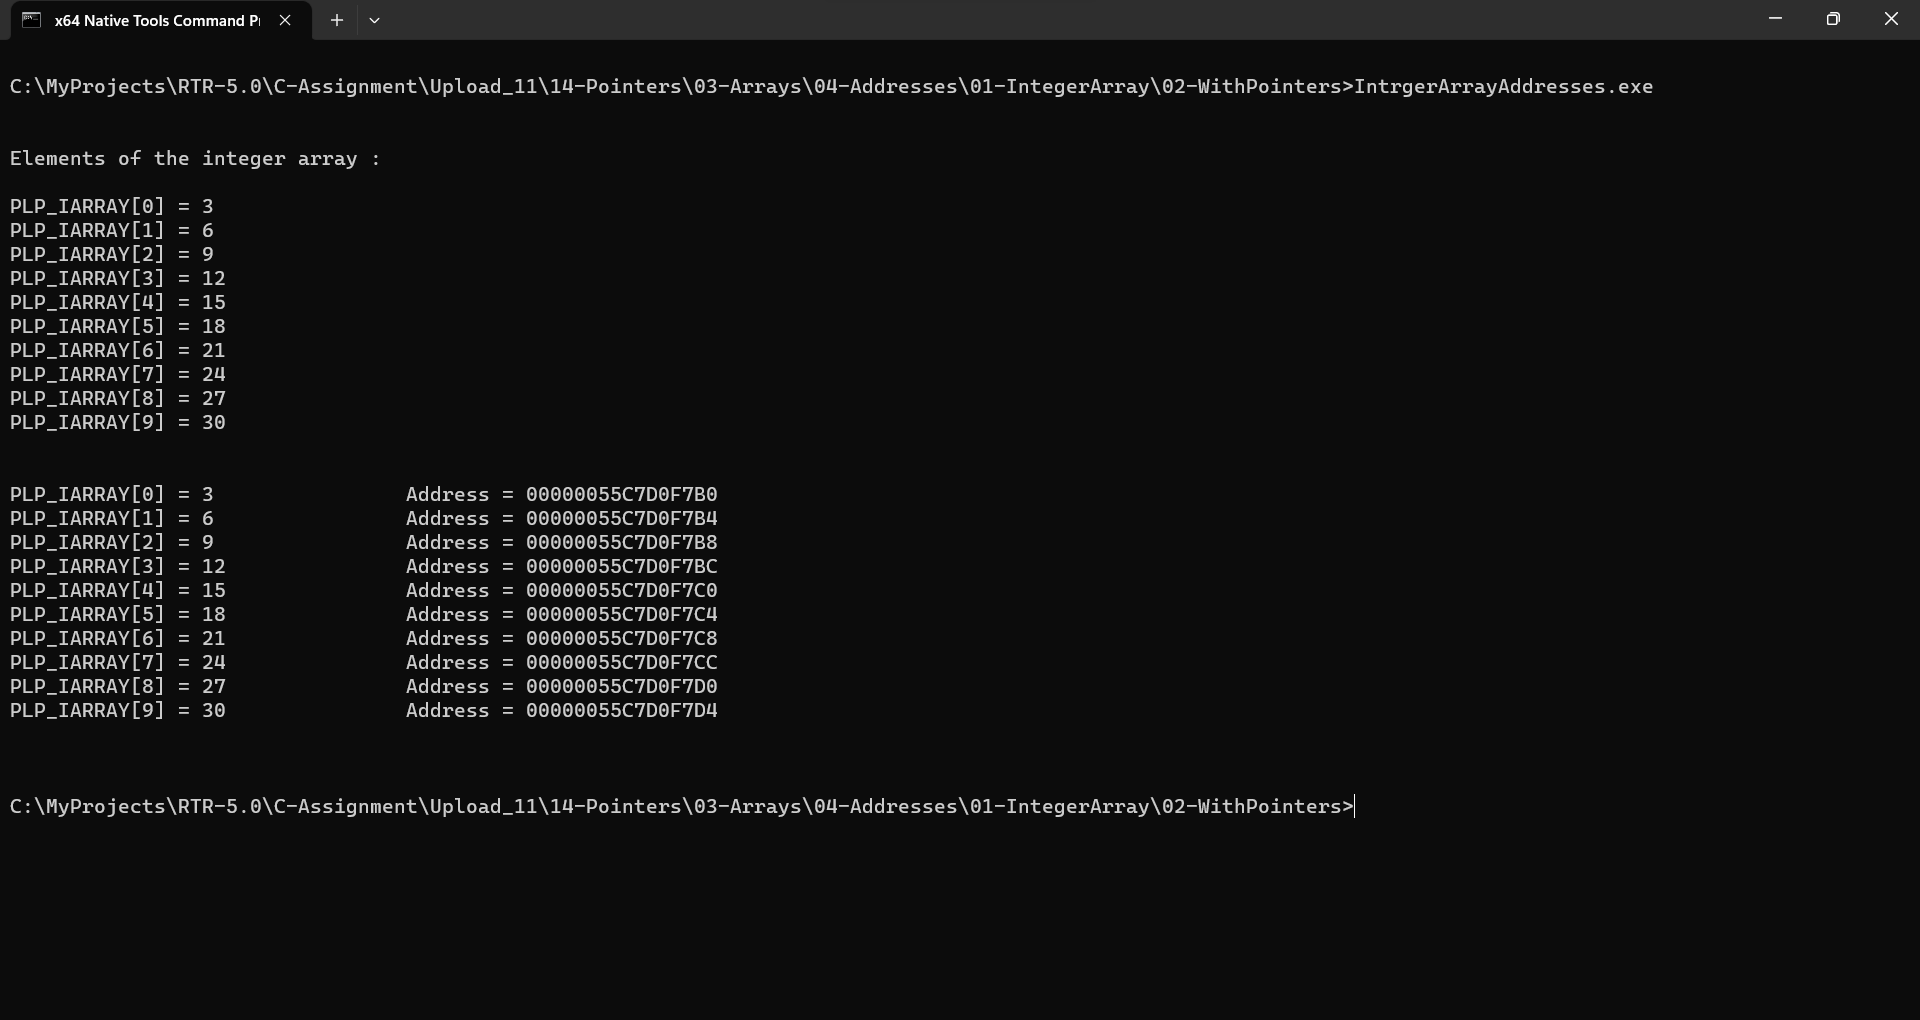 x64 Native Tools Command P
C:\MyProjects\RTR-5.0\C-Assignment\Upload_11\14-Pointers\03-Arrays\04-Addresses\01-IntegerArray\02-WithPointers>IntrgerArrayAddresses.exe
Elements of the integer array :
PLP_IARRAY[0] = 3
PLP_IARRAY[1] = 6
PLP_IARRAY[2] = 9
PLP_IARRAY[3] = 12
PLP_IARRAY[4] = 15
PLP_IARRAY[5] = 18
PLP_IARRAY[6] = 21
PLP_IARRAY[7] = 24
PLP_IARRAY[8] = 27
PLP_IARRAY[9] = 30
PLP_IARRAY[0] = 3 Address = 00000055C7D0F7B0
PLP_IARRAY[1] = 6 Address = 00000055C7D0F7B4
PLP_IARRAY[2] = 9 Address = 00000055C7D0F7B8
PLP_IARRAY[3] = 12 Address = 00000055C7D0F7BC
PLP_IARRAY[4] = 15 Address = 00000055C7D0F7C0
PLP_IARRAY[5] = 18 Address = 00000055C7D0F7C4
PLP_IARRAY[6] = 21 Address = 00000055C7D0F7C8
PLP_IARRAY[7] = 24 Address = 00000055C7D0F7CC
PLP_IARRAY[8] = 27 Address = 00000055C7D0F7D0
PLP_IARRAY[9] = 30 Address = 00000055C7D0F7D4
C:\MyProjects\RTR-5.0\C-Assignment\Upload_11\14-Pointers\03-Arrays\04-Addresses\01-IntegerArray\02-WithPointers>